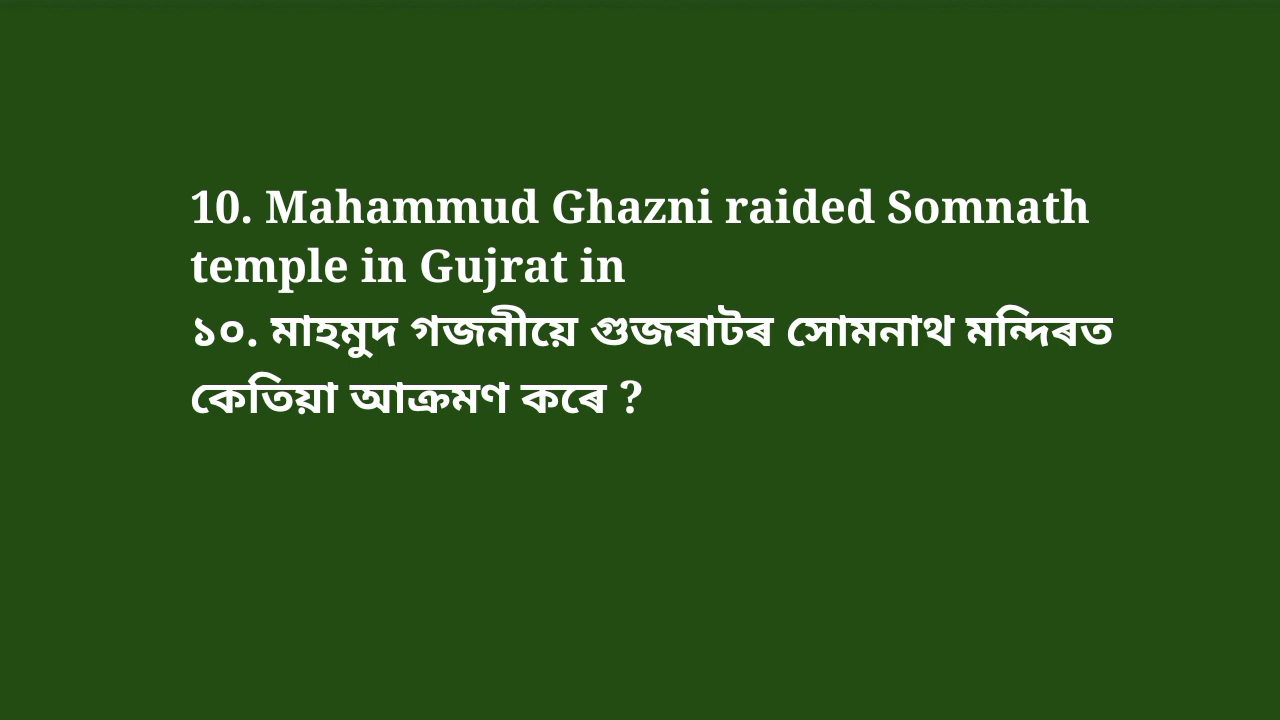 10. Mahammud Ghazni raided Somnath
temple in Gujrat in
১০. মাহমুদ গজনীয়ে গুজৰাটৰ সোমনাথ মন্দিৰত
কেতিয়া আক্ৰমণ কৰে ?